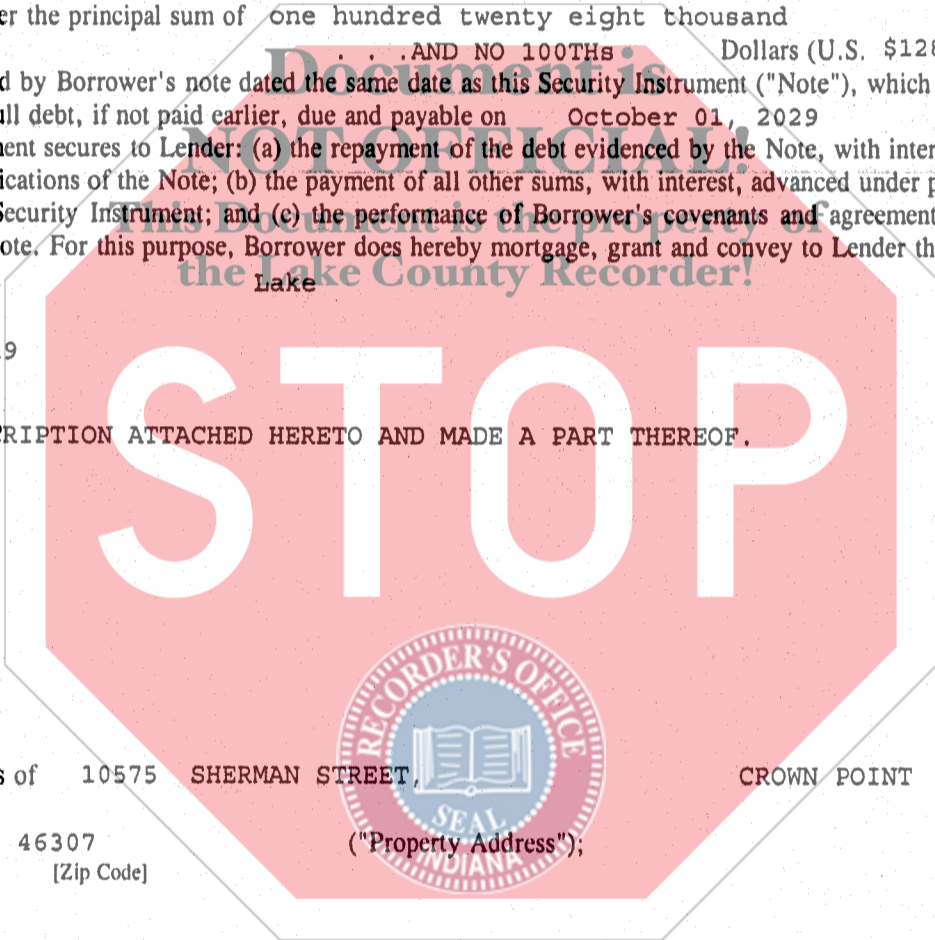 er the principal sum of one hundred twenty eight thousand
. . .AND NO 100THs Dollars (U.S. $128
d by Borrower's note dated the same date as this Security Instrument ("Note"), which
ull debt, if not paid earlier, due and payable on October 01, 2029
ent secures to Lender: (a) the repayment of the debt evidenced by the Note, with inter
ications of the Note; (b) the payment of all other sums, with interest, advanced under p
Security Instrument; and (c) the performance of Borrower's covenants and agreement
ote. For this purpose, Borrower does hereby mortgage, grant and convey to Lender th
Lake
Document is
NOT OFFICIAL!
This Document is the property of
the Lake County Recorder!
9
RIPTION ATTACHED HERETO AND MADE A PART THEREOF.
STOP
RECORDER'S OFFICE
SEAL
INDIANA
s of 10575 SHERMAN STREET, CROWN POINT
46307 ("Property Address");
[Zip Code]